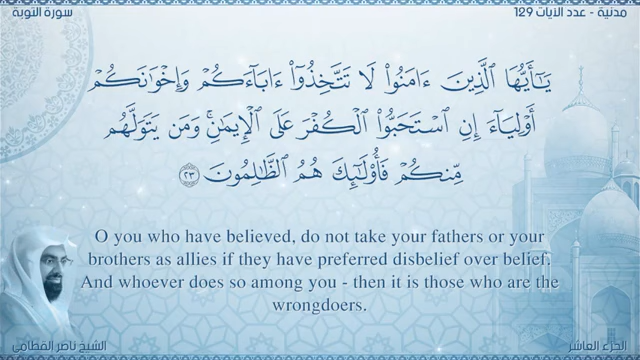 مدنية - عدد الآيات 129
سورة التوبة
يَـٰٓأَيُّهَا ٱلَّذِينَ ءَامَنُوا۟ لَا تَتَّخِذُوٓا۟ ءَابَآءَكُمْ وَإِخْوَٰنَكُمْ
أَوْلِيَآءَ إِنِ ٱسْتَحَبُّوا۟ ٱلْكُفْرَ عَلَى ٱلْإِيمَـٰنِ ۚ وَمَن يَتَوَلَّهُم
مِّنكُمْ فَأُو۟لَـٰٓئِكَ هُمُ ٱلظَّـٰلِمُونَ ٢٣
O you who have believed, do not take your fathers or your
brothers as allies if they have preferred disbelief over belief.
And whoever does so among you - then it is those who are the
wrongdoers.
الجزء العاشر
الشيخ ناصر القطامي